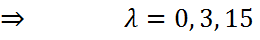 ⇒ λ = 0, 3, 15